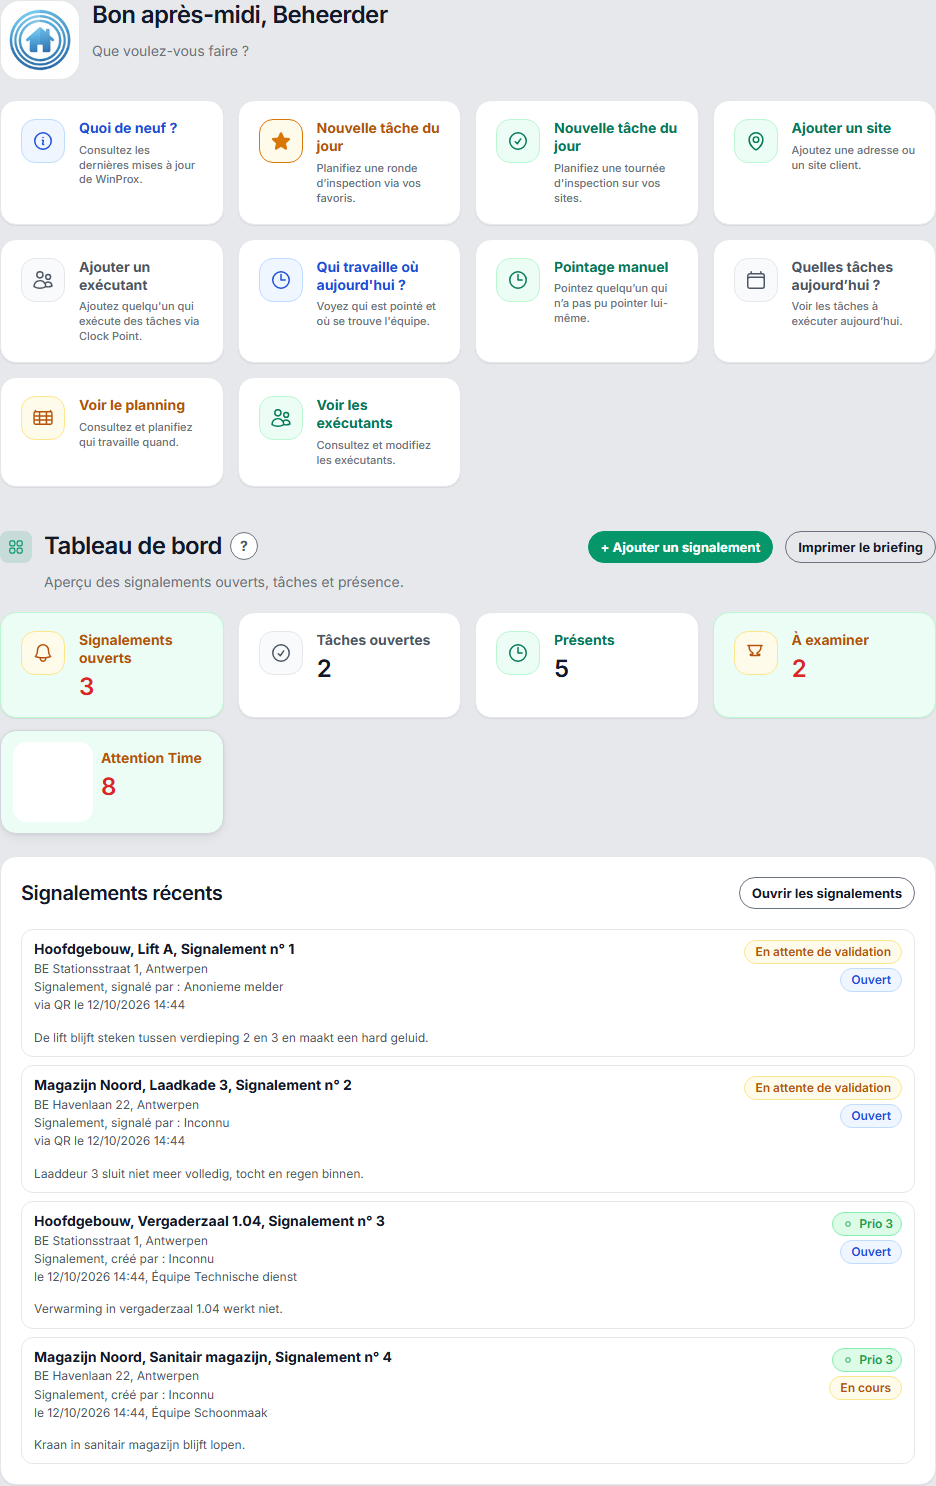 Bon après-midi, Beheerder
Que voulez-vous faire ?
Quoi de neuf ?
Consultez les
dernières mises à jour
de WinProx.
Nouvelle tâche du
jour
Planifiez une ronde
d'inspection via vos
favoris.
Nouvelle tâche du
jour
Planifiez une tournée
d'inspection sur vos
sites.
Ajouter un site
Ajoutez une adresse ou
un site client.
Ajouter un
exécutant
Ajoutez quelqu'un qui
exécute des tâches via
Clock Point.
Qui travaille où
aujourd'hui ?
Voyez qui est pointé et
où se trouve l'équipe.
Pointage manuel
Pointez quelqu'un qui
n'a pas pu pointer lui-
même.
Quelles tâches
aujourd'hui ?
Voir les tâches à
exécuter aujourd'hui.
Voir le planning
Consultez et planifiez
qui travaille quand.
Voir les
exécutants
Consultez et modifiez
les exécutants.
Tableau de bord ?
+ Ajouter un signalement
Imprimer le briefing
Aperçu des signalements ouverts, tâches et présence.
Signalements
ouverts
3
Tâches ouvertes
2
Présents
5
À examiner
2
Attention Time
8
Signalements récents
Ouvrir les signalements
Hoofdgebouw, Lift A, Signalement n° 1
En attente de validation
BE Stationsstraat 1, Antwerpen
Ouvert
Signalement, signalé par : Anonieme melder
via QR le 12/10/2026 14:44
De lift blijft steken tussen verdieping 2 en 3 en maakt een hard geluid.
Magazijn Noord, Laadkade 3, Signalement n° 2
En attente de validation
BE Havenlaan 22, Antwerpen
Ouvert
Signalement, signalé par : Inconnu
via QR le 12/10/2026 14:44
Laaddeur 3 sluit niet meer volledig, tocht en regen binnen.
Hoofdgebouw, Vergaderzaal 1.04, Signalement n° 3
Prio 3
BE Stationsstraat 1, Antwerpen
Ouvert
Signalement, créé par : Inconnu
le 12/10/2026 14:44, Équipe Technische dienst
Verwarming in vergaderzaal 1.04 werkt niet.
Magazijn Noord, Sanitair magazijn, Signalement n° 4
Prio 3
BE Havenlaan 22, Antwerpen
En cours
Signalement, créé par : Inconnu
le 12/10/2026 14:44, Équipe Schoonmaak
Kraan in sanitair magazijn blijft lopen.